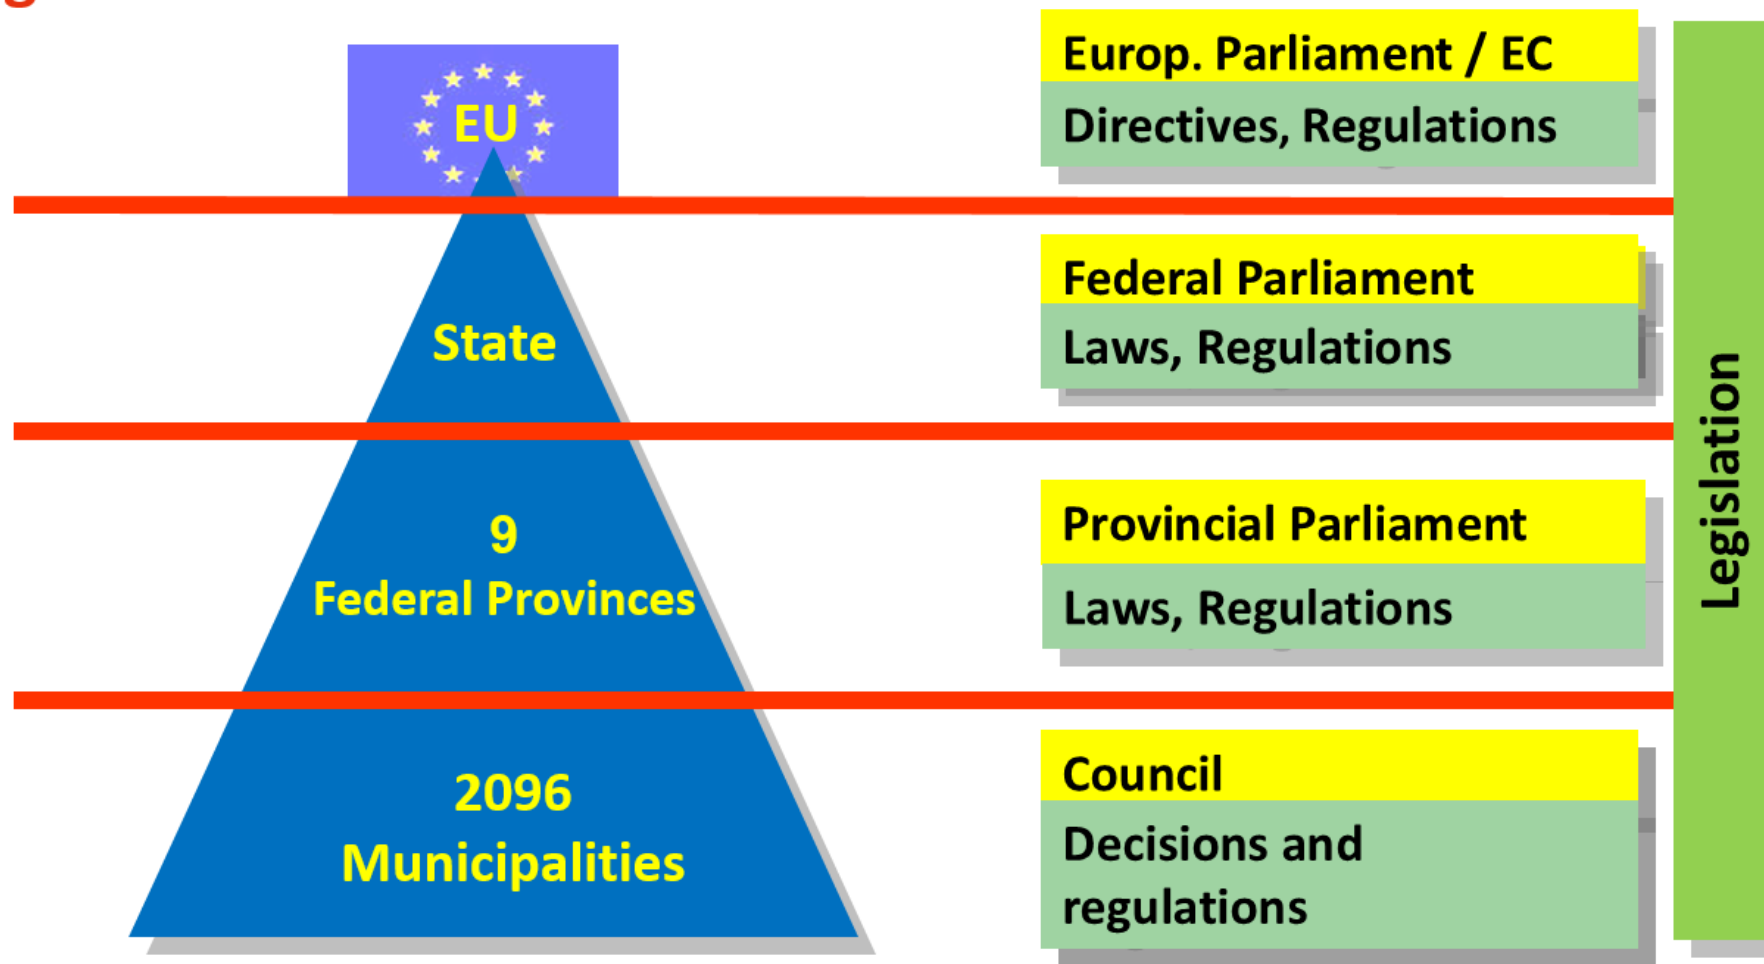 EU
Europ. Parliament / EC
Directives, Regulations
State
Federal Parliament
Laws, Regulations
9
Federal Provinces
Provincial Parliament
Laws, Regulations
2096
Municipalities
Council
Decisions and
regulations
Legislation